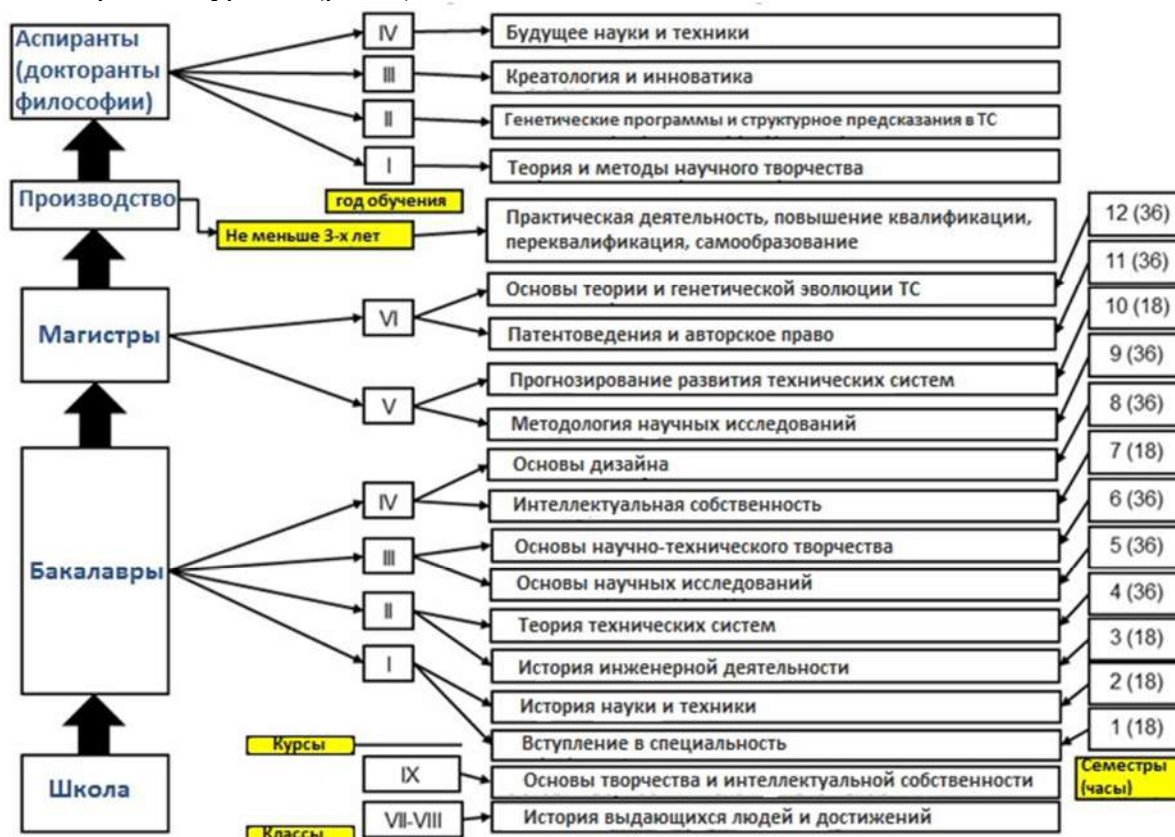 Аспиранты
(докторанты
философии)
IV
Будущее науки и техники
III
Креатология и инноватика
II
Генетические программы и структурное предсказания в ТС
I
Теория и методы научного творчества
Производство
год обучения
Не меньше 3-х лет
Практическая деятельность, повышение квалификации,
переквалификация, самообразование
12 (36)
11 (36)
Магистры
VI
Основы теории и генетической эволюции ТС
10 (18)
Патентоведения и авторское право
9 (36)
V
Прогнозирование развития технических систем
8 (36)
Методология научных исследований
7 (18)
Бакалавры
IV
Основы дизайна
6 (36)
Интеллектуальная собственность
5 (36)
III
Основы научно-технического творчества
4 (36)
Основы научных исследований
II
Теория технических систем
3 (18)
I
История инженерной деятельности
2 (18)
История науки и техники
1 (18)
Курсы
Вступление в специальность
Семестры
(часы)
Школа
IX
Основы творчества и интеллектуальной собственности
VII-VIII
История выдающихся людей и достижений
Классы